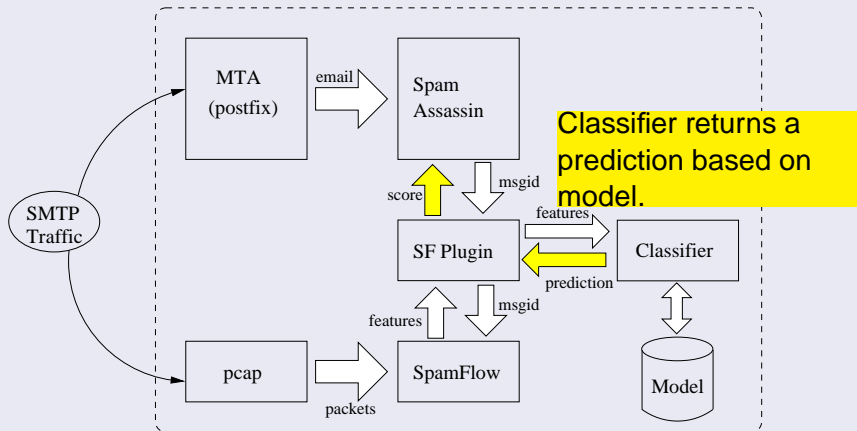 MTA
(postfix)
email
Spam
Assassin
Classifier returns a
prediction based on
model.
score
msgid
features
SMTP
Traffic
SF Plugin
Classifier
prediction
features
msgid
pcap
packets
SpamFlow
Model